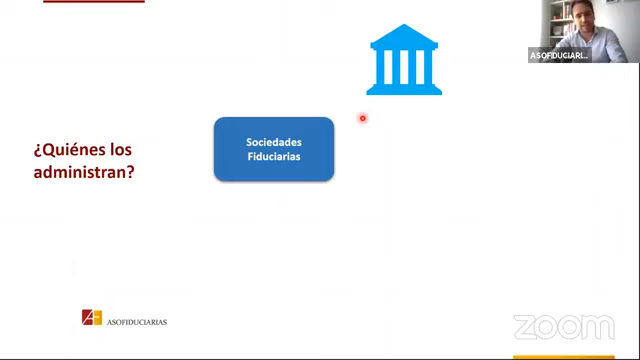 ASOFIDUCIARI...
Sociedades
Fiduciarias
¿Quiénes los
administran?
ASOFIDUCIARIAS
zoom